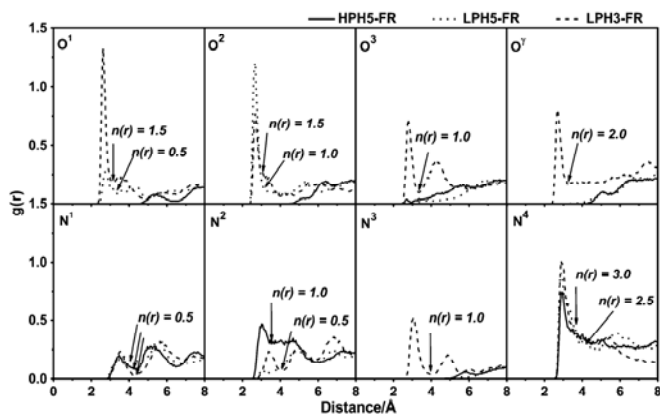 HPH5-FR LPH5-FR LPH3-FR
O¹ O² O³ Oᵞ
1.5
n(r) = 1.5
n(r) = 0.5
n(r) = 1.5
n(r) = 1.0
n(r) = 1.0
n(r) = 2.0
1.0
0.5
g(r)
1.5
N¹ N² N³ N⁴
n(r) = 0.5
n(r) = 1.0
n(r) = 0.5
n(r) = 1.0
n(r) = 3.0
n(r) = 2.5
1.0
0.5
0.0
0 2 4 6 8 2 4 6 8 2 4 6 8 2 4 6 8
Distance/Å